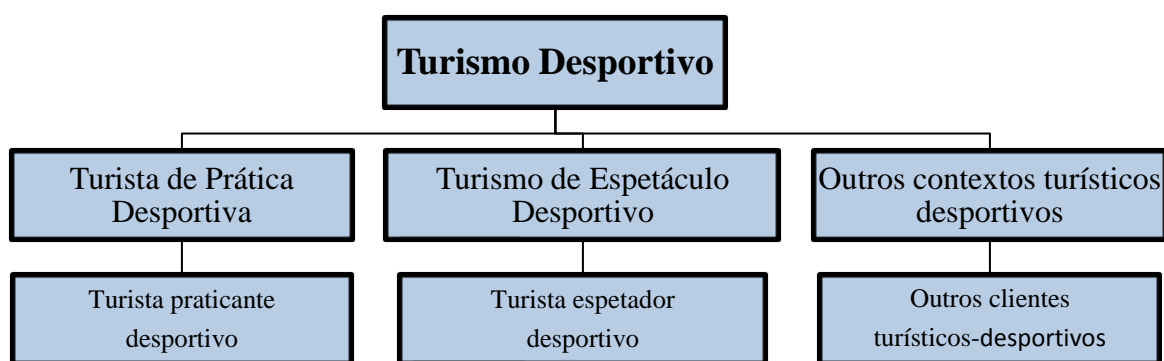 Turismo Desportivo
Turista de Prática
Desportiva
Turismo de Espetáculo
Desportivo
Outros contextos turísticos
desportivos
Turista praticante
desportivo
Turista espetador
desportivo
Outros clientes
turísticos-desportivos